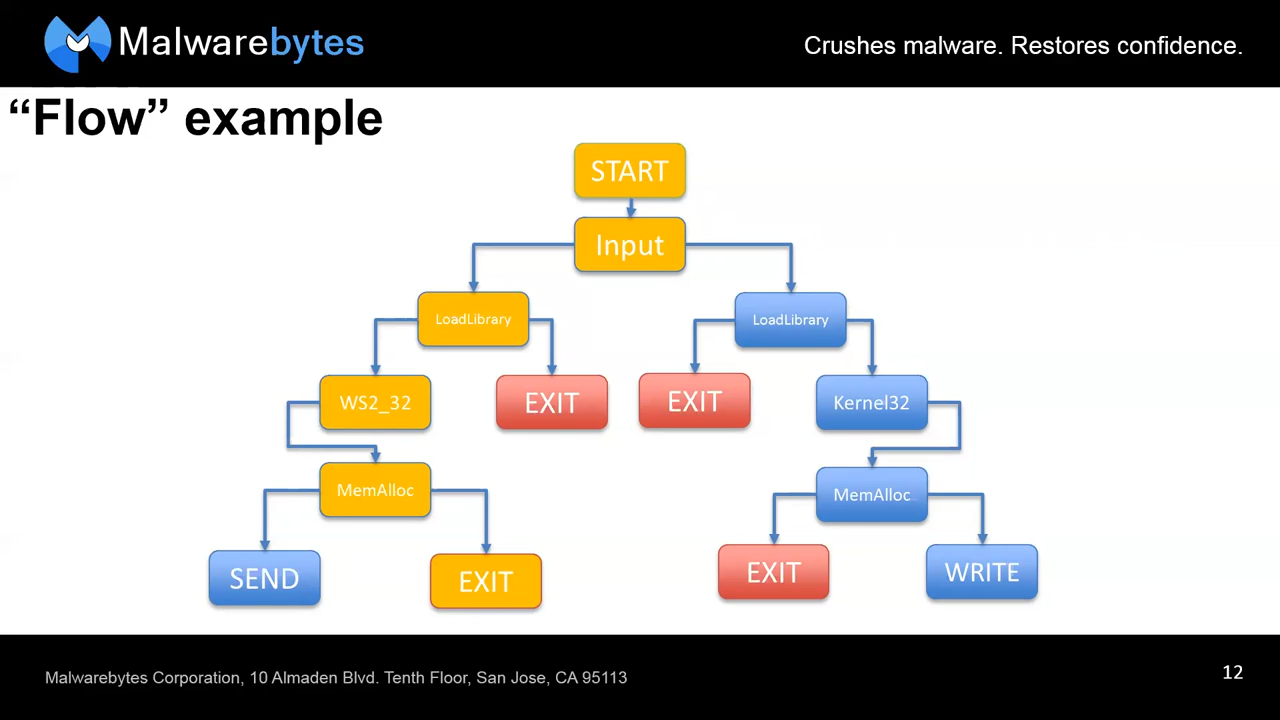 Malwarebytes
Crushes malware. Restores confidence.
“Flow” example
START
Input
LoadLibrary
LoadLibrary
WS2_32
EXIT
EXIT
Kernel32
MemAlloc
MemAlloc
SEND
EXIT
EXIT
WRITE
Malwarebytes Corporation, 10 Almaden Blvd. Tenth Floor, San Jose, CA 95113
12